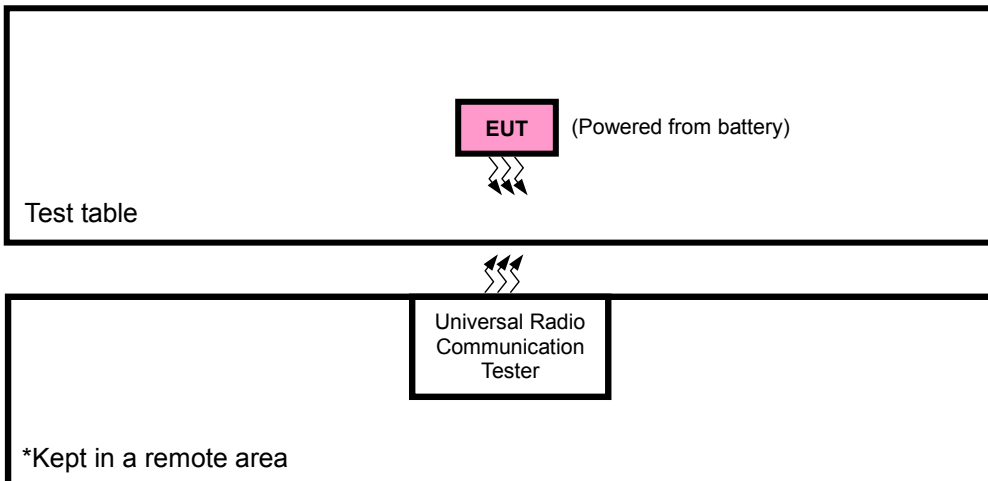 EUT
(Powered from battery)
Test table
Universal Radio
Communication
Tester
*Kept in a remote area